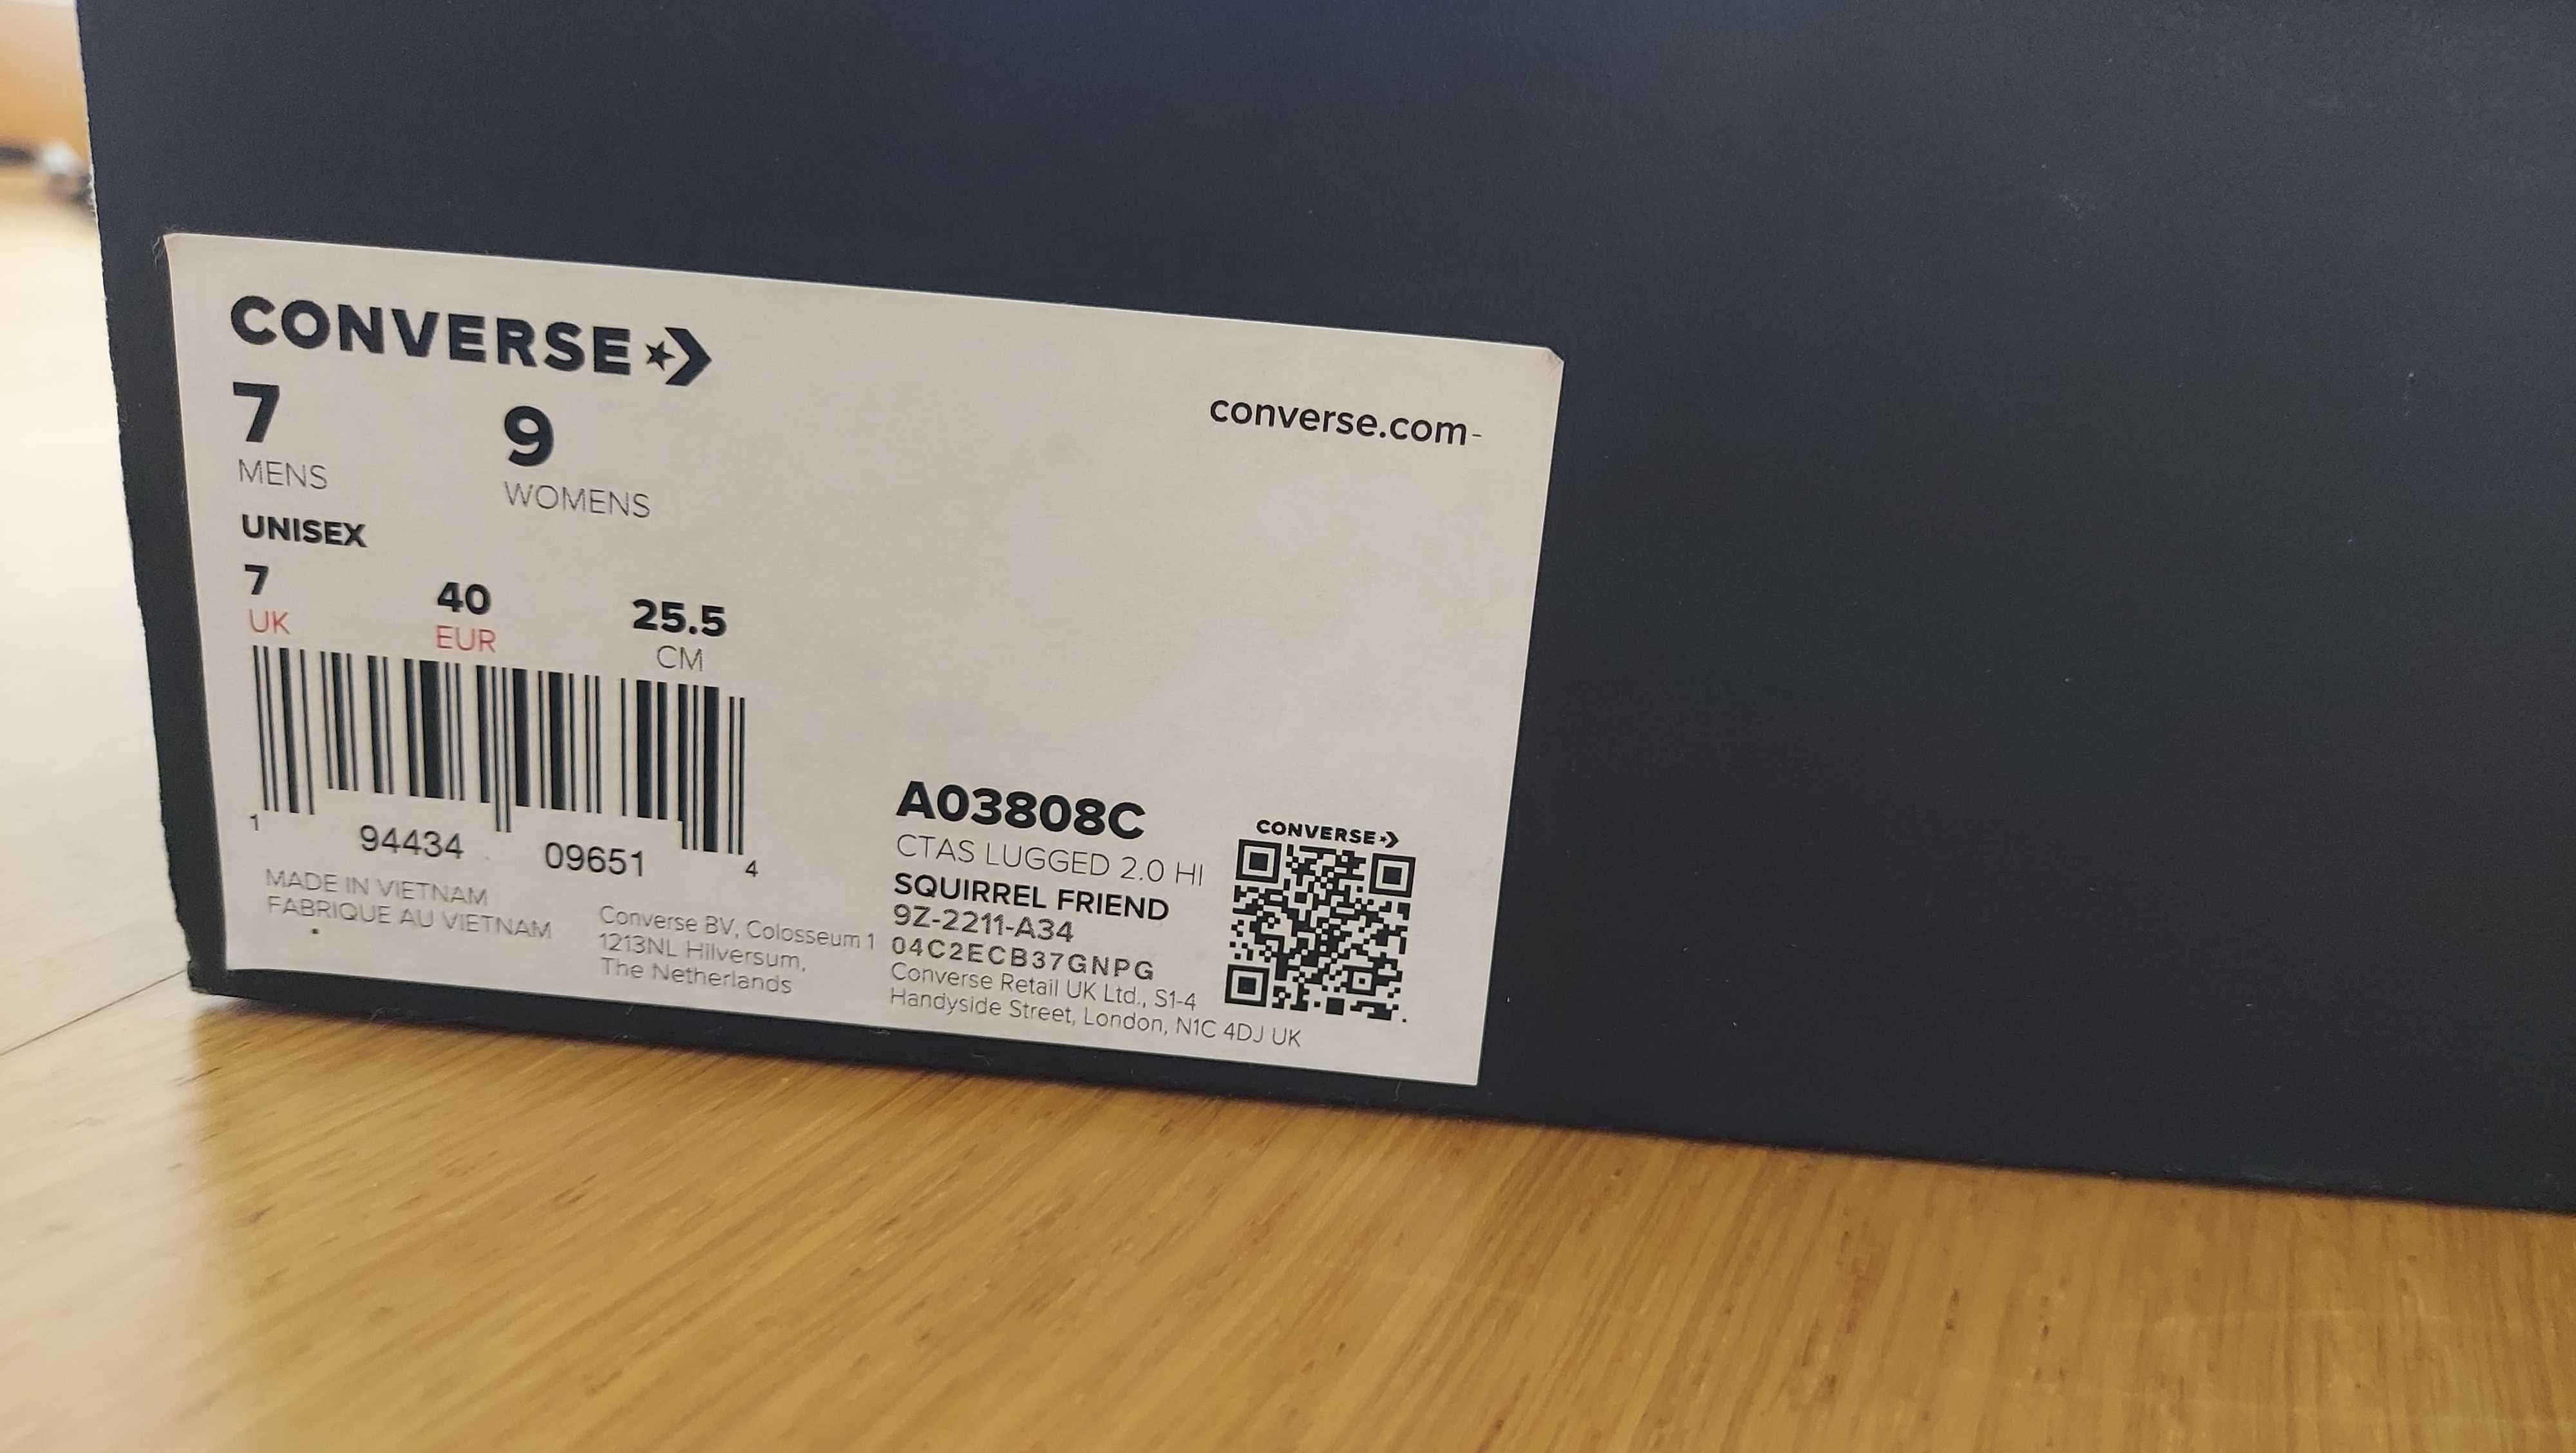 CONVERSE
7 9
MENS WOMENS
converse.com-
UNISEX
7 40 25.5
UK EUR CM
1 94434 09651 4
MADE IN VIETNAM
FABRIQUE AU VIETNAM
Converse BV, Colosseum 1
1213NL Hilversum,
The Netherlands
A03808C
CTAS LUGGED 2.0 HI
SQUIRREL FRIEND
9Z-2211-A34
04C2ECB37GNPG
Converse Retail UK Ltd., S1-4
Handyside Street, London, N1C 4DJ UK
CONVERSE